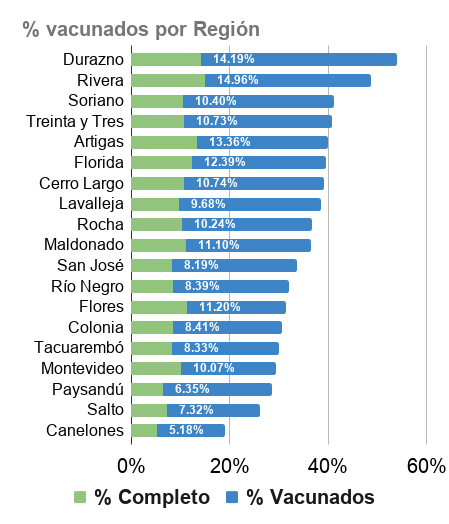 % vacunados por Región
Durazno 14.19%
Rivera 14.96%
Soriano 10.40%
Treinta y Tres 10.73%
Artigas 13.36%
Florida 12.39%
Cerro Largo 10.74%
Lavalleja 9.68%
Rocha 10.24%
Maldonado 11.10%
San José 8.19%
Río Negro 8.39%
Flores 11.20%
Colonia 8.41%
Tacuarembó 8.33%
Montevideo 10.07%
Paysandú 6.35%
Salto 7.32%
Canelones 5.18%
0% 20% 40% 60%
% Completo % Vacunados